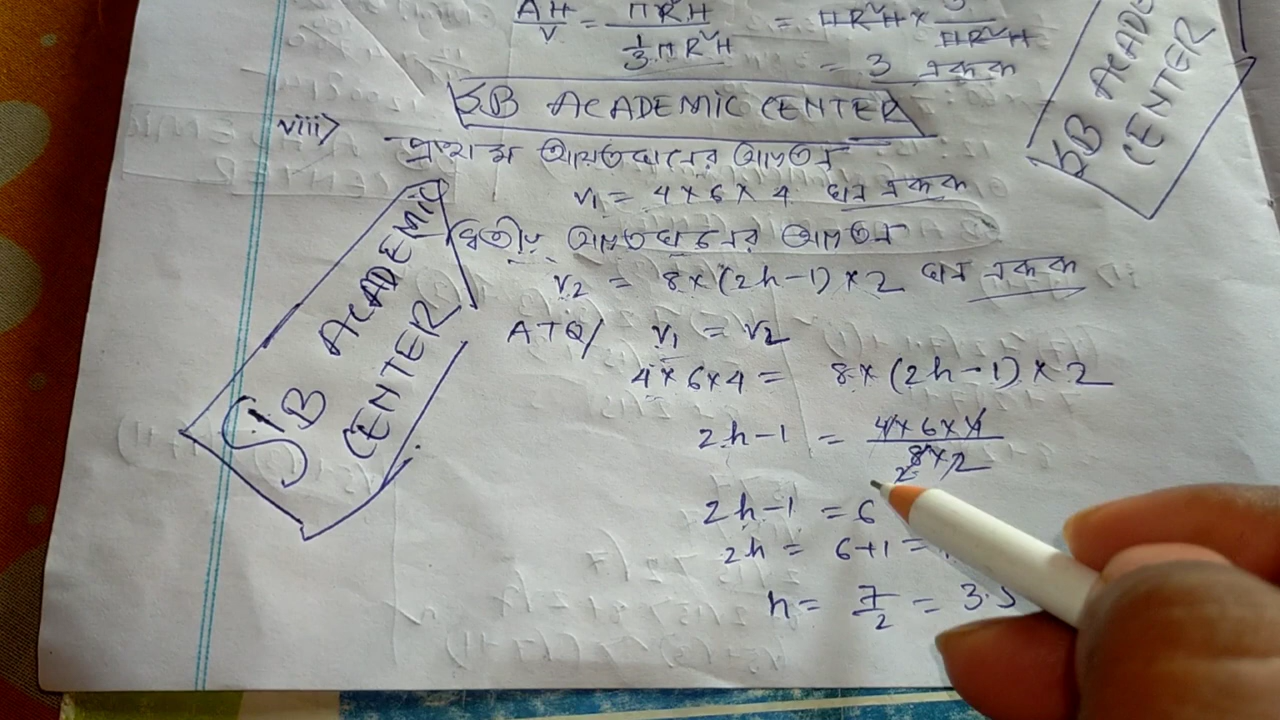 AH/V = ΠR²H / ⅓.ΠR²H = ΠR²H ×
= 3 একক
SB ACADEMIC CENTER
SB ACADE
CENTER
viii>
প্রথম আয়তঘনের আয়তন
V₁ = 4 × 6 × 4 ঘন একক
দ্বিতীয় আয়তঘনের আয়তন
V₂ = 8 × (2h-1) × 2 ঘন একক
SB ACADEMIC
CENTER
ATQ/ V₁ = V₂
4 × 6 × 4 = 8 × (2h-1) × 2
2h-1 = 4 × 6 × 4 / 8 × 2
2
2h-1 = 6
2h = 6+1 =
h = 7/2 = 3.5